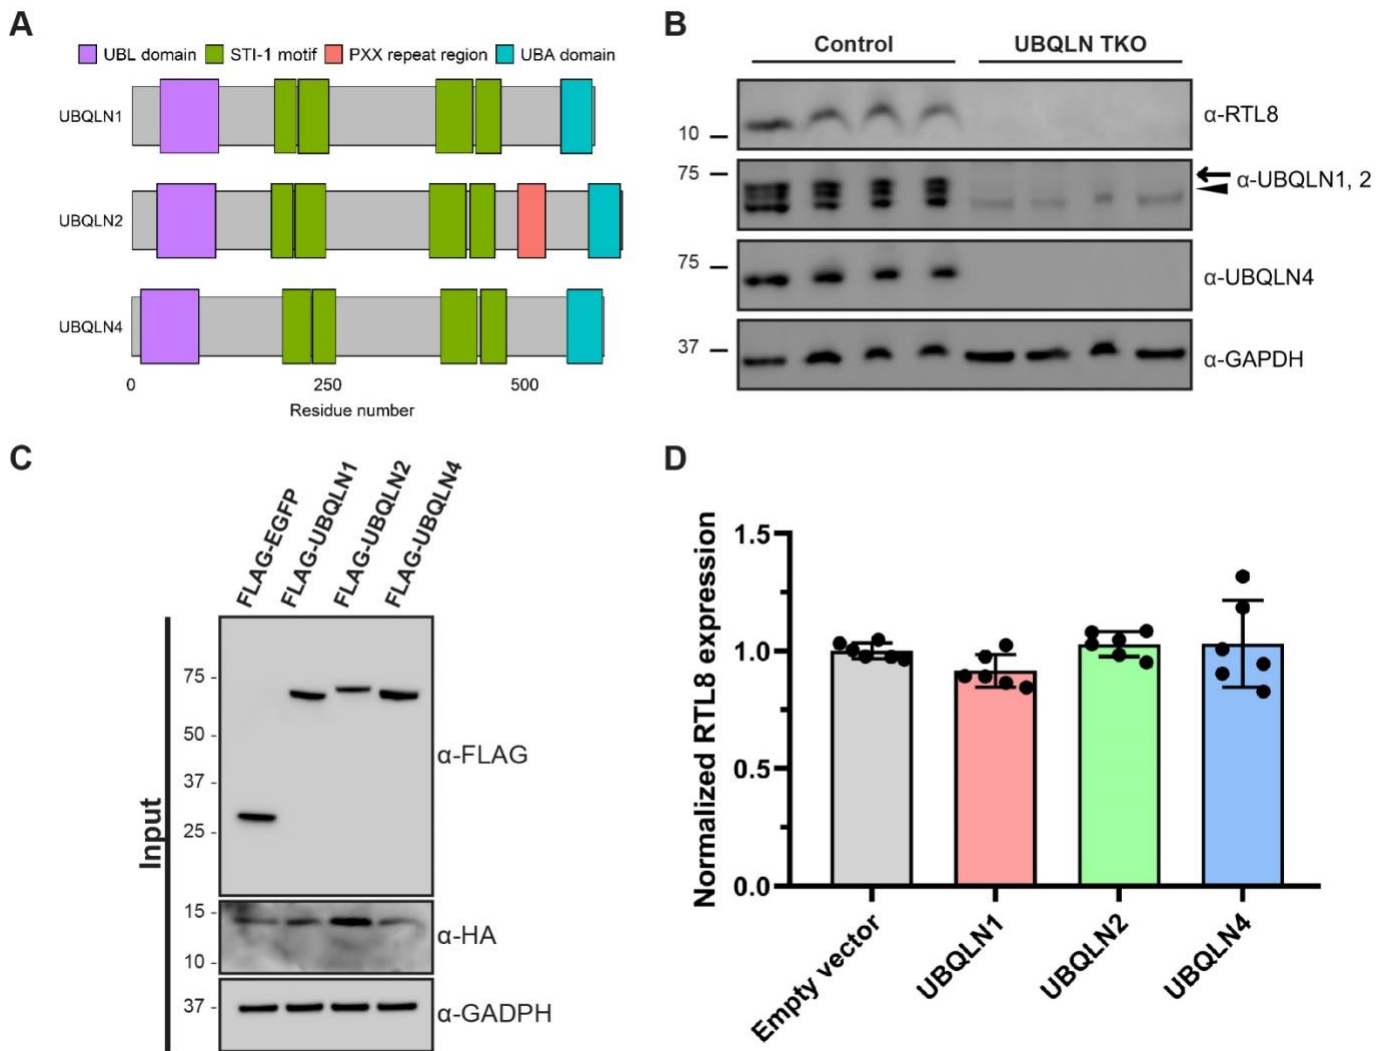 A
UBL domain STI-1 motif PXX repeat region UBA domain
UBQLN1
UBQLN2
UBQLN4
0 250 500
Residue number
B
Control UBQLN TKO
10 α-RTL8
75 α-UBQLN1, 2
75 α-UBQLN4
37 α-GAPDH
C
FLAG-EGFP
FLAG-UBQLN1
FLAG-UBQLN2
FLAG-UBQLN4
Input
75
50
α-FLAG
37
25
15
α-HA
10
37 α-GADPH
D
Normalized RTL8 expression
1.5
1.0
0.5
0.0
Empty vector
UBQLN1
UBQLN2
UBQLN4